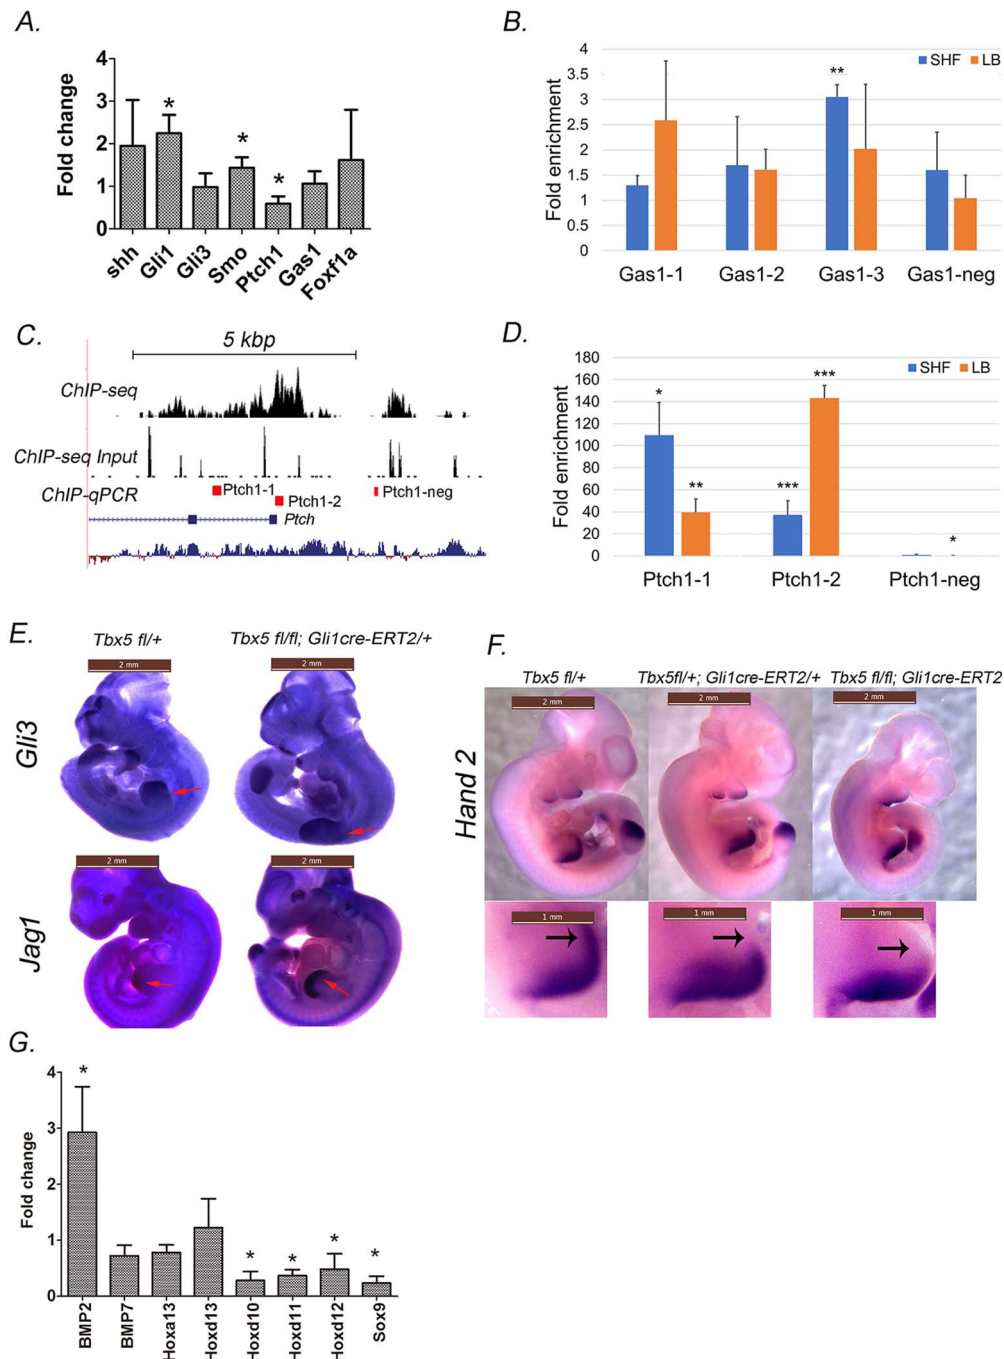 A.
Fold change
4
3
2
1
0
*
*
*
shh
Gli1
Gli3
Smo
Ptch1
Gas1
Foxf1a
B.
Fold enrichment
4
3.5
3
2.5
2
1.5
1
0.5
0
**
SHF LB
Gas1-1 Gas1-2 Gas1-3 Gas1-neg
C.
5 kbp
ChIP-seq
ChIP-seq Input
ChIP-qPCR
Ptch1-1
Ptch1-2
Ptch1-neg
Ptch
D.
Fold enrichment
180
160
140
120
100
80
60
40
20
0
SHF LB
*
**
***
***
*
Ptch1-1 Ptch1-2 Ptch1-neg
E.
Tbx5 fl/+ Tbx5 fl/fl; Gli1cre-ERT2/+
2 mm 2 mm
Gli3
2 mm 2 mm
Jag1
F.
Tbx5 fl/+ Tbx5fl/+; Gli1cre-ERT2/+ Tbx5 fl/fl; Gli1cre-ERT2
2 mm 2 mm 2 mm
Hand 2
1 mm 1 mm 1 mm
G.
Fold change
4
3
2
1
0
*
*
*
*
*
BMP2
BMP7
Hoxa13
Hoxd13
Hoxd10
Hoxd11
Hoxd12
Sox9